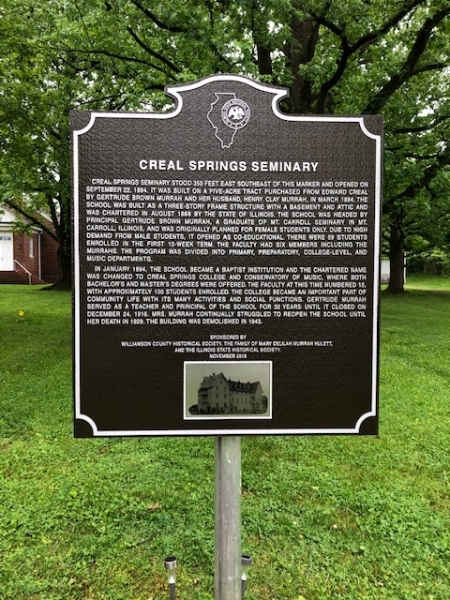 CREAL SPRINGS SEMINARY
CREAL SPRINGS SEMINARY STOOD 350 FEET EAST SOUTHEAST OF THIS MARKER AND OPENED ON
SEPTEMBER 22, 1884. IT WAS BUILT ON A FIVE-ACRE TRACT PURCHASED FROM EDWARD CREAL
BY GERTRUDE BROWN MURRAH AND HER HUSBAND, HENRY CLAY MURRAH, IN MARCH 1884. THE
SCHOOL WAS BUILT AS A THREE-STORY FRAME STRUCTURE WITH A BASEMENT AND ATTIC AND
WAS CHARTERED IN AUGUST 1888 BY THE STATE OF ILLINOIS. THE SCHOOL WAS HEADED BY
PRINCIPAL GERTRUDE BROWN MURRAH, A GRADUATE OF MT. CARROLL SEMINARY IN MT.
CARROLL, ILLINOIS, AND WAS ORIGINALLY PLANNED FOR FEMALE STUDENTS ONLY. DUE TO HIGH
DEMAND FROM MALE STUDENTS, IT OPENED AS CO-EDUCATIONAL. THERE WERE 59 STUDENTS
ENROLLED IN THE FIRST 12-WEEK TERM. THE FACULTY HAD SIX MEMBERS INCLUDING THE
MURRAHS. THE PROGRAM WAS DIVIDED INTO PRIMARY, PREPARATORY, COLLEGE-LEVEL, AND
MUSIC DEPARTMENTS.
IN JANUARY 1894, THE SCHOOL BECAME A BAPTIST INSTITUTION AND THE CHARTERED NAME
WAS CHANGED TO CREAL SPRINGS COLLEGE AND CONSERVATORY OF MUSIC, WHERE BOTH
BACHELOR'S AND MASTER'S DEGREES WERE OFFERED. THE FACULTY AT THIS TIME NUMBERED 15,
WITH APPROXIMATELY 100 STUDENTS ENROLLED. THE COLLEGE BECAME AN IMPORTANT PART OF
COMMUNITY LIFE WITH ITS MANY ACTIVITIES AND SOCIAL FUNCTIONS. GERTRUDE MURRAH
SERVED AS A TEACHER AND PRINCIPAL OF THE SCHOOL FOR 32 YEARS UNTIL IT CLOSED ON
DECEMBER 24, 1916. MRS. MURRAH CONTINUALLY STRUGGLED TO REOPEN THE SCHOOL UNTIL
HER DEATH IN 1929. THE BUILDING WAS DEMOLISHED IN 1943.
SPONSORED BY
WILLIAMSON COUNTY HISTORICAL SOCIETY, THE FAMILY OF MARY DELILAH MURRAH HULETT,
AND THE ILLINOIS STATE HISTORICAL SOCIETY.
NOVEMBER 2018